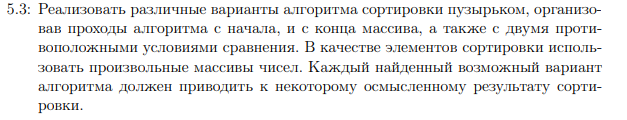 5.3: Реализовать различные варианты алгоритма сортировки пузырьком, организо-
вав проходы алгоритма с начала, и с конца массива, а также с двумя проти-
воположными условиями сравнения. В качестве элементов сортировки исполь-
зовать произвольные массивы чисел. Каждый найденный возможный вариант
алгоритма должен приводить к некоторому осмысленному результату сорти-
ровки.